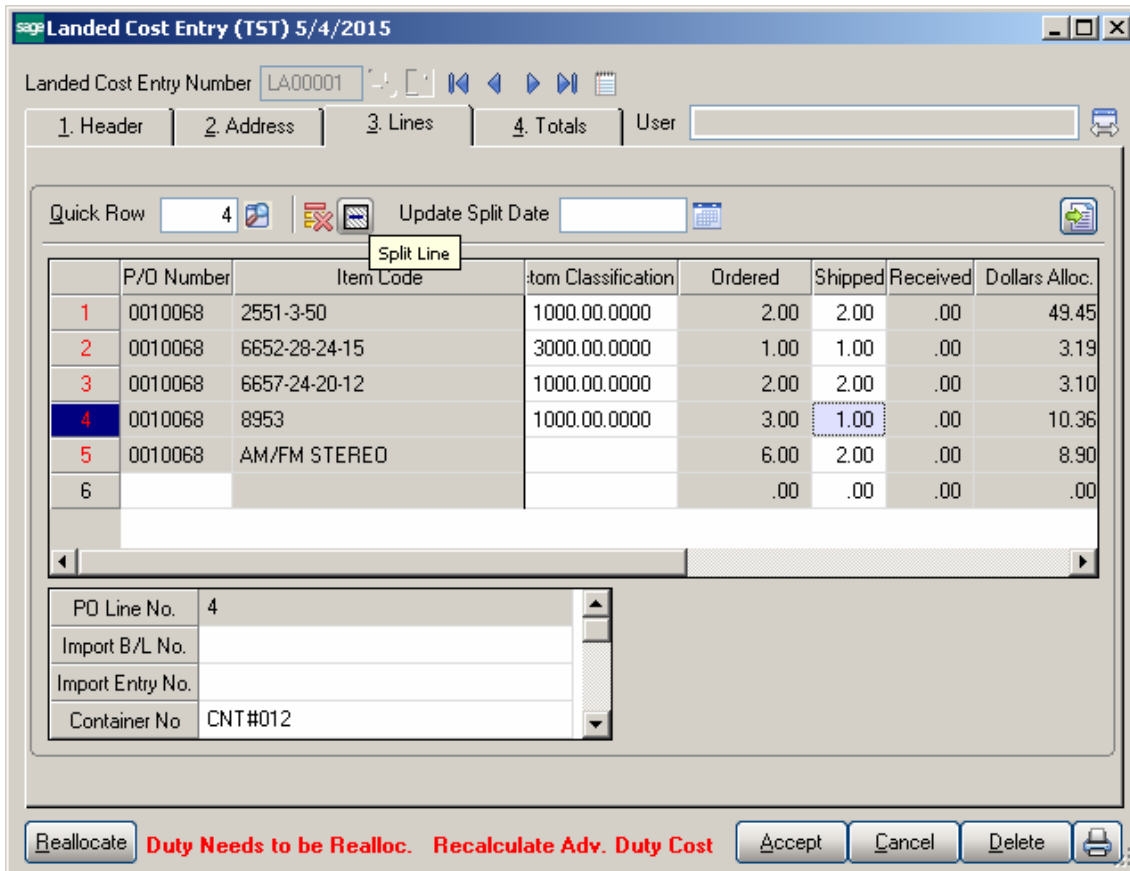 sage Landed Cost Entry (TST) 5/4/2015
Landed Cost Entry Number LA00001
1. Header 2. Address 3. Lines 4. Totals User
Quick Row 4 Update Split Date
Split Line
P/O Number Item Code tom Classification Ordered Shipped Received Dollars Alloc.
1 0010068 2551-3-50 1000.00.0000 2.00 2.00 .00 49.45
2 0010068 6652-28-24-15 3000.00.0000 1.00 1.00 .00 3.19
3 0010068 6657-24-20-12 1000.00.0000 2.00 2.00 .00 3.10
4 0010068 8953 1000.00.0000 3.00 1.00 .00 10.36
5 0010068 AM/FM STEREO 6.00 2.00 .00 8.90
6 .00 .00 .00 .00
PO Line No. 4
Import B/L No.
Import Entry No.
Container No CNT#012
Reallocate Duty Needs to be Realloc. Recalculate Adv. Duty Cost Accept Cancel Delete